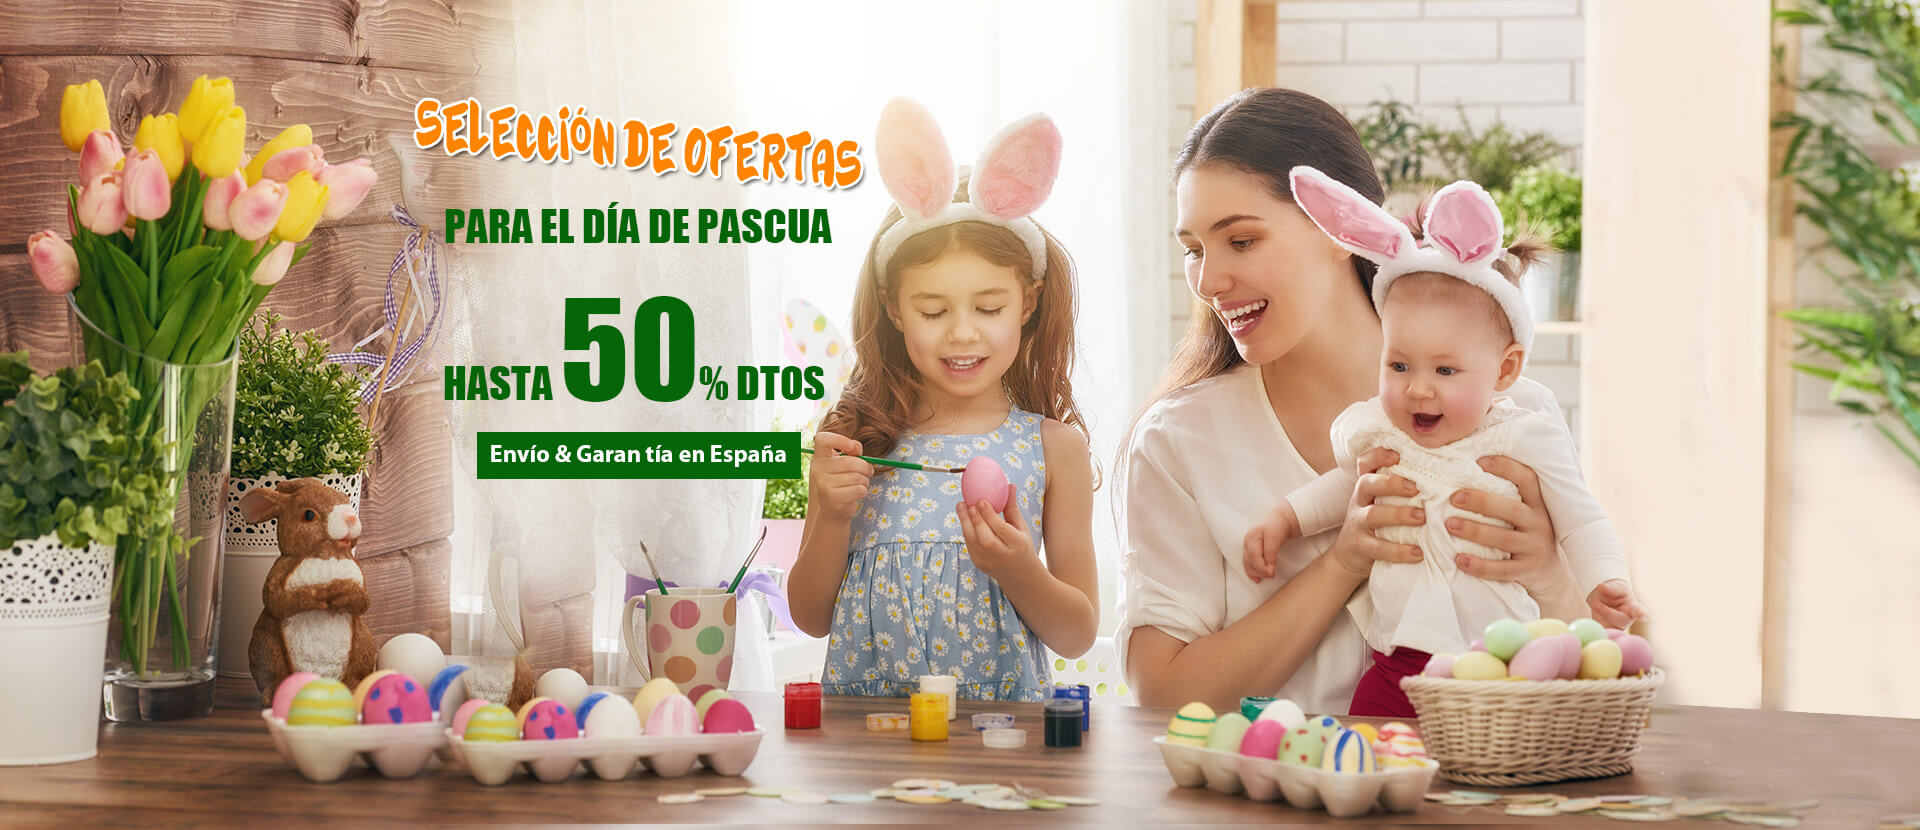 SELECCIÓN DE OFERTAS
PARA EL DÍA DE PASCUA
HASTA 50% DTOS
Envío & Garan tía en España